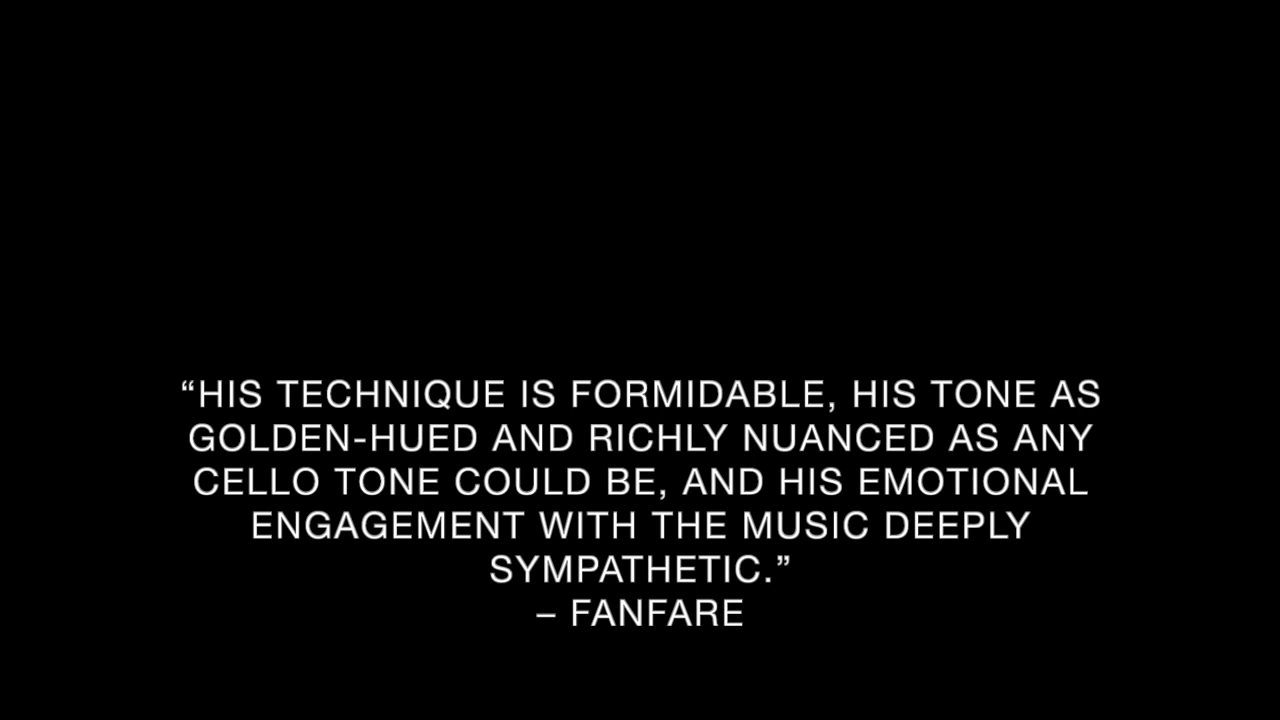 “HIS TECHNIQUE IS FORMIDABLE, HIS TONE AS
GOLDEN-HUED AND RICHLY NUANCED AS ANY
CELLO TONE COULD BE, AND HIS EMOTIONAL
ENGAGEMENT WITH THE MUSIC DEEPLY
SYMPATHETIC.”
– FANFARE